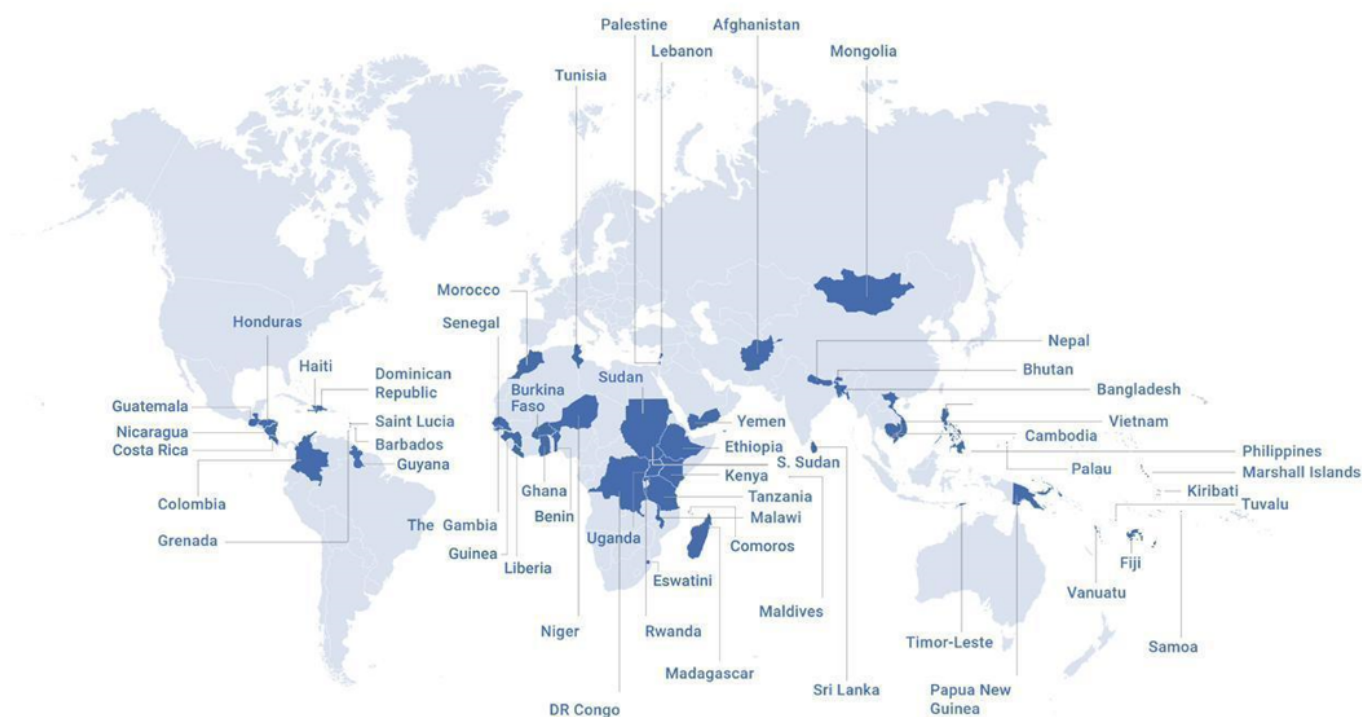 Palestine
Afghanistan
Lebanon
Mongolia
Tunisia
Morocco
Senegal
Honduras
Nepal
Haiti
Dominican
Republic
Bhutan
Sudan
Burkina
Faso
Bangladesh
Guatemala
Saint Lucia
Yemen
Vietnam
Nicaragua
Barbados
Cambodia
Costa Rica
Ethiopia
Philippines
Guyana
S. Sudan
Palau
Marshall Islands
Kenya
Kiribati
Colombia
Ghana
Tanzania
Tuvalu
Benin
Malawi
The Gambia
Grenada
Uganda
Comoros
Guinea
Liberia
Fiji
Eswatini
Vanuatu
Maldives
Niger
Rwanda
Timor-Leste
Samoa
Madagascar
Sri Lanka
Papua New
Guinea
DR Congo